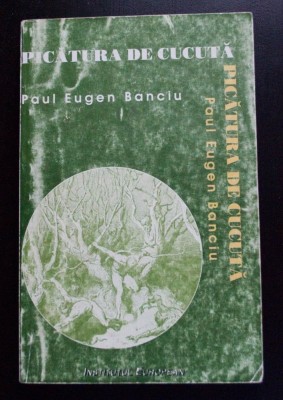 PICĂTURA DE CUCUTĂ
Paul Eugen Banciu
PICĂTURA DE CUCUTĂ
Paul Eugen Banciu
INSTITUTUL EUROPEAN